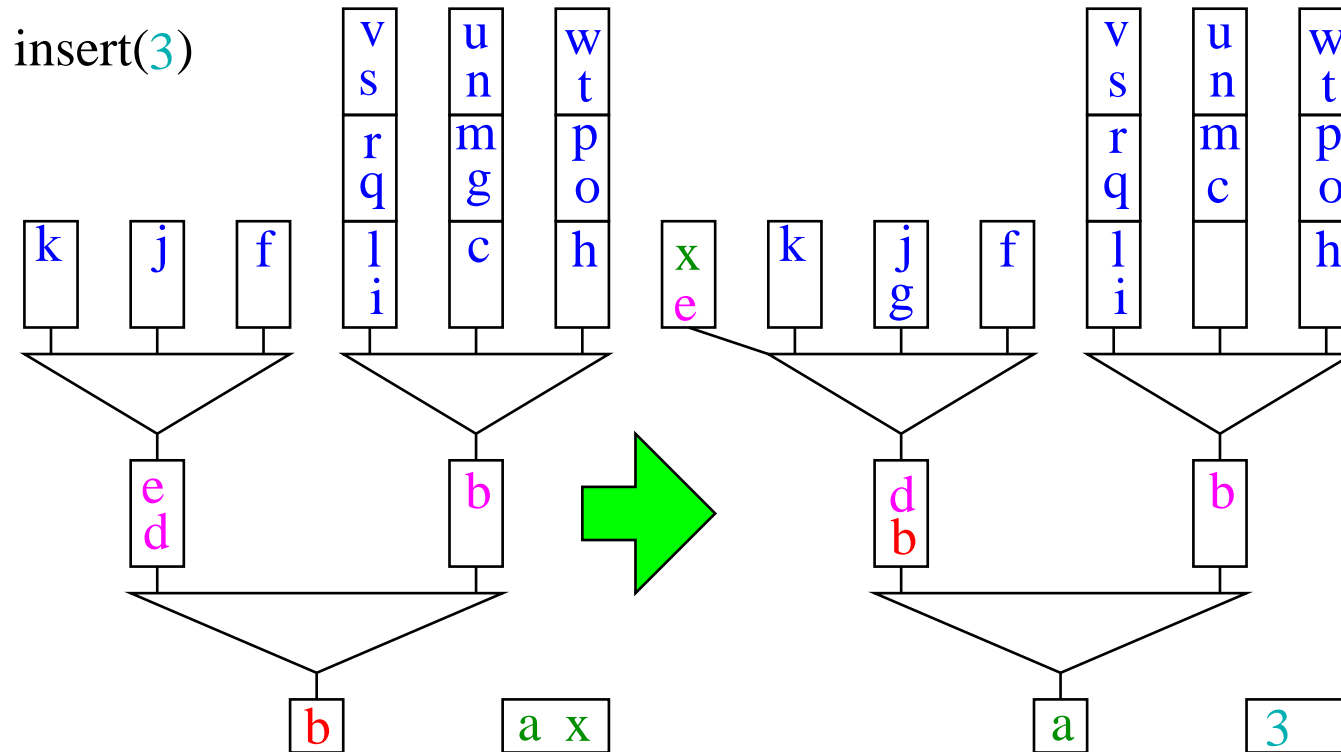 insert(3)
v u w v u w
s n t s n t
r m p r m p
q g o q c o
k j f l c h x k j f l h
i e g i
e b d b
d b
b a x a 3